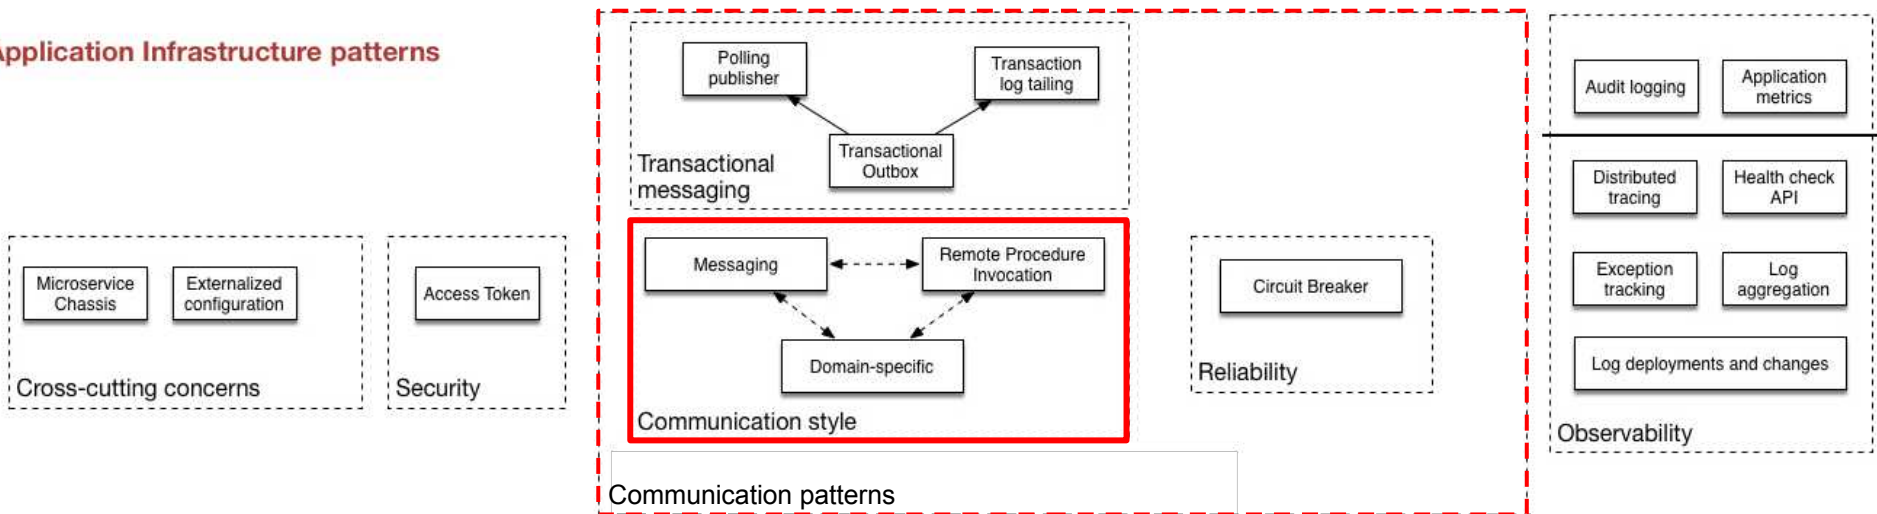 Application Infrastructure patterns
Polling
publisher
Transaction
log tailing
Transactional
Outbox
Transactional
messaging
Audit logging
Application
metrics
Distributed
tracing
Health check
API
Exception
tracking
Log
aggregation
Log deployments and changes
Observability
Microservice
Chassis
Externalized
configuration
Cross-cutting concerns
Access Token
Security
Messaging
Remote Procedure
Invocation
Domain-specific
Communication style
Circuit Breaker
Reliability
Communication patterns